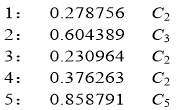 1: 0.278756 C₂
2: 0.604389 C₃
3: 0.230964 C₂
4: 0.376263 C₂
5: 0.858791 C₅